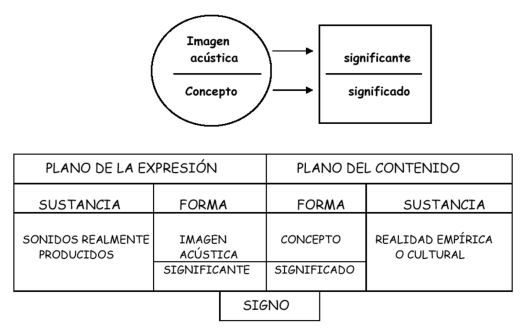 Imagen
acústica
Concepto
significante
significado
PLANO DE LA EXPRESIÓN
PLANO DEL CONTENIDO
SUSTANCIA
FORMA
FORMA
SUSTANCIA
SONIDOS REALMENTE
PRODUCIDOS
IMAGEN
ACÚSTICA
SIGNIFICANTE
CONCEPTO
SIGNIFICADO
REALIDAD EMPÍRICA
O CULTURAL
SIGNO